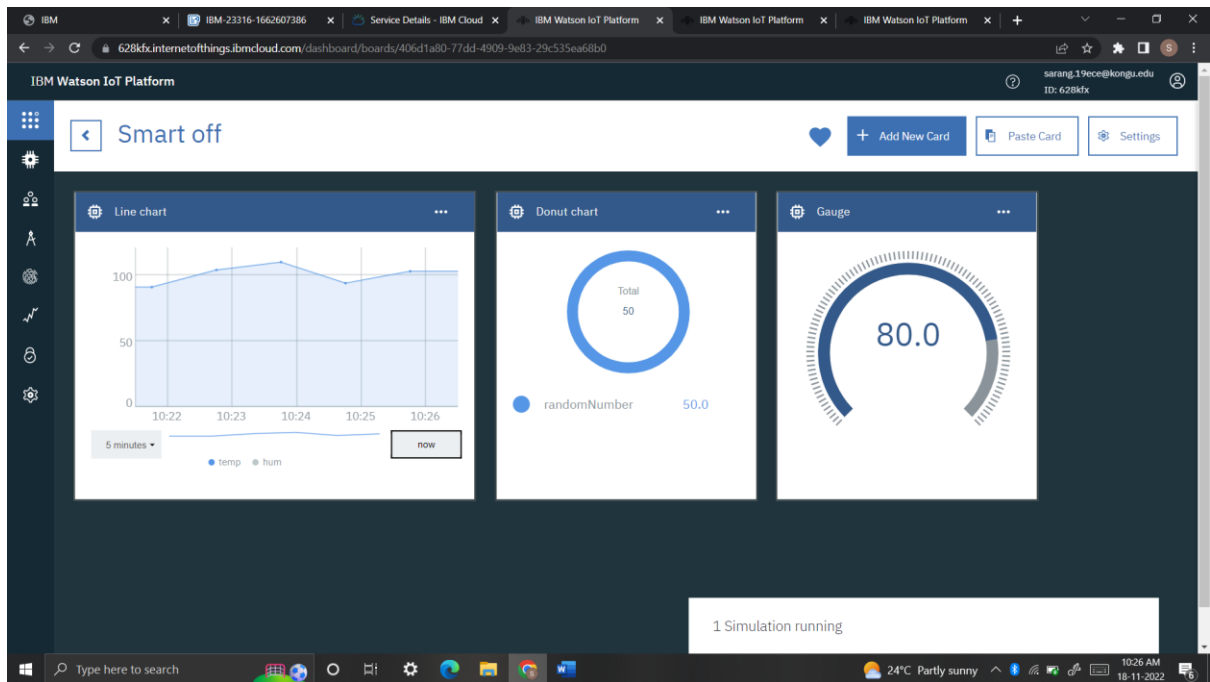 IBM
IBM-23316-1662607386
Service Details - IBM Cloud
IBM Watson IoT Platform
IBM Watson IoT Platform
IBM Watson IoT Platform
628kfx.internetofthings.ibmcloud.com/dashboard/boards/406d1a80-77dd-4909-9e83-29c535ea68b0
S
IBM Watson IoT Platform
sarang.19ece@kongu.edu
ID: 628kfx
Smart off
Add New Card
Paste Card
Settings
Line chart
100
50
0
10:22 10:23 10:24 10:25 10:26
5 minutes
now
temp hum
Donut chart
Total
50
randomNumber 50.0
Gauge
80.0
1 Simulation running
Type here to search
24°C Partly sunny
10:26 AM
18-11-2022
6